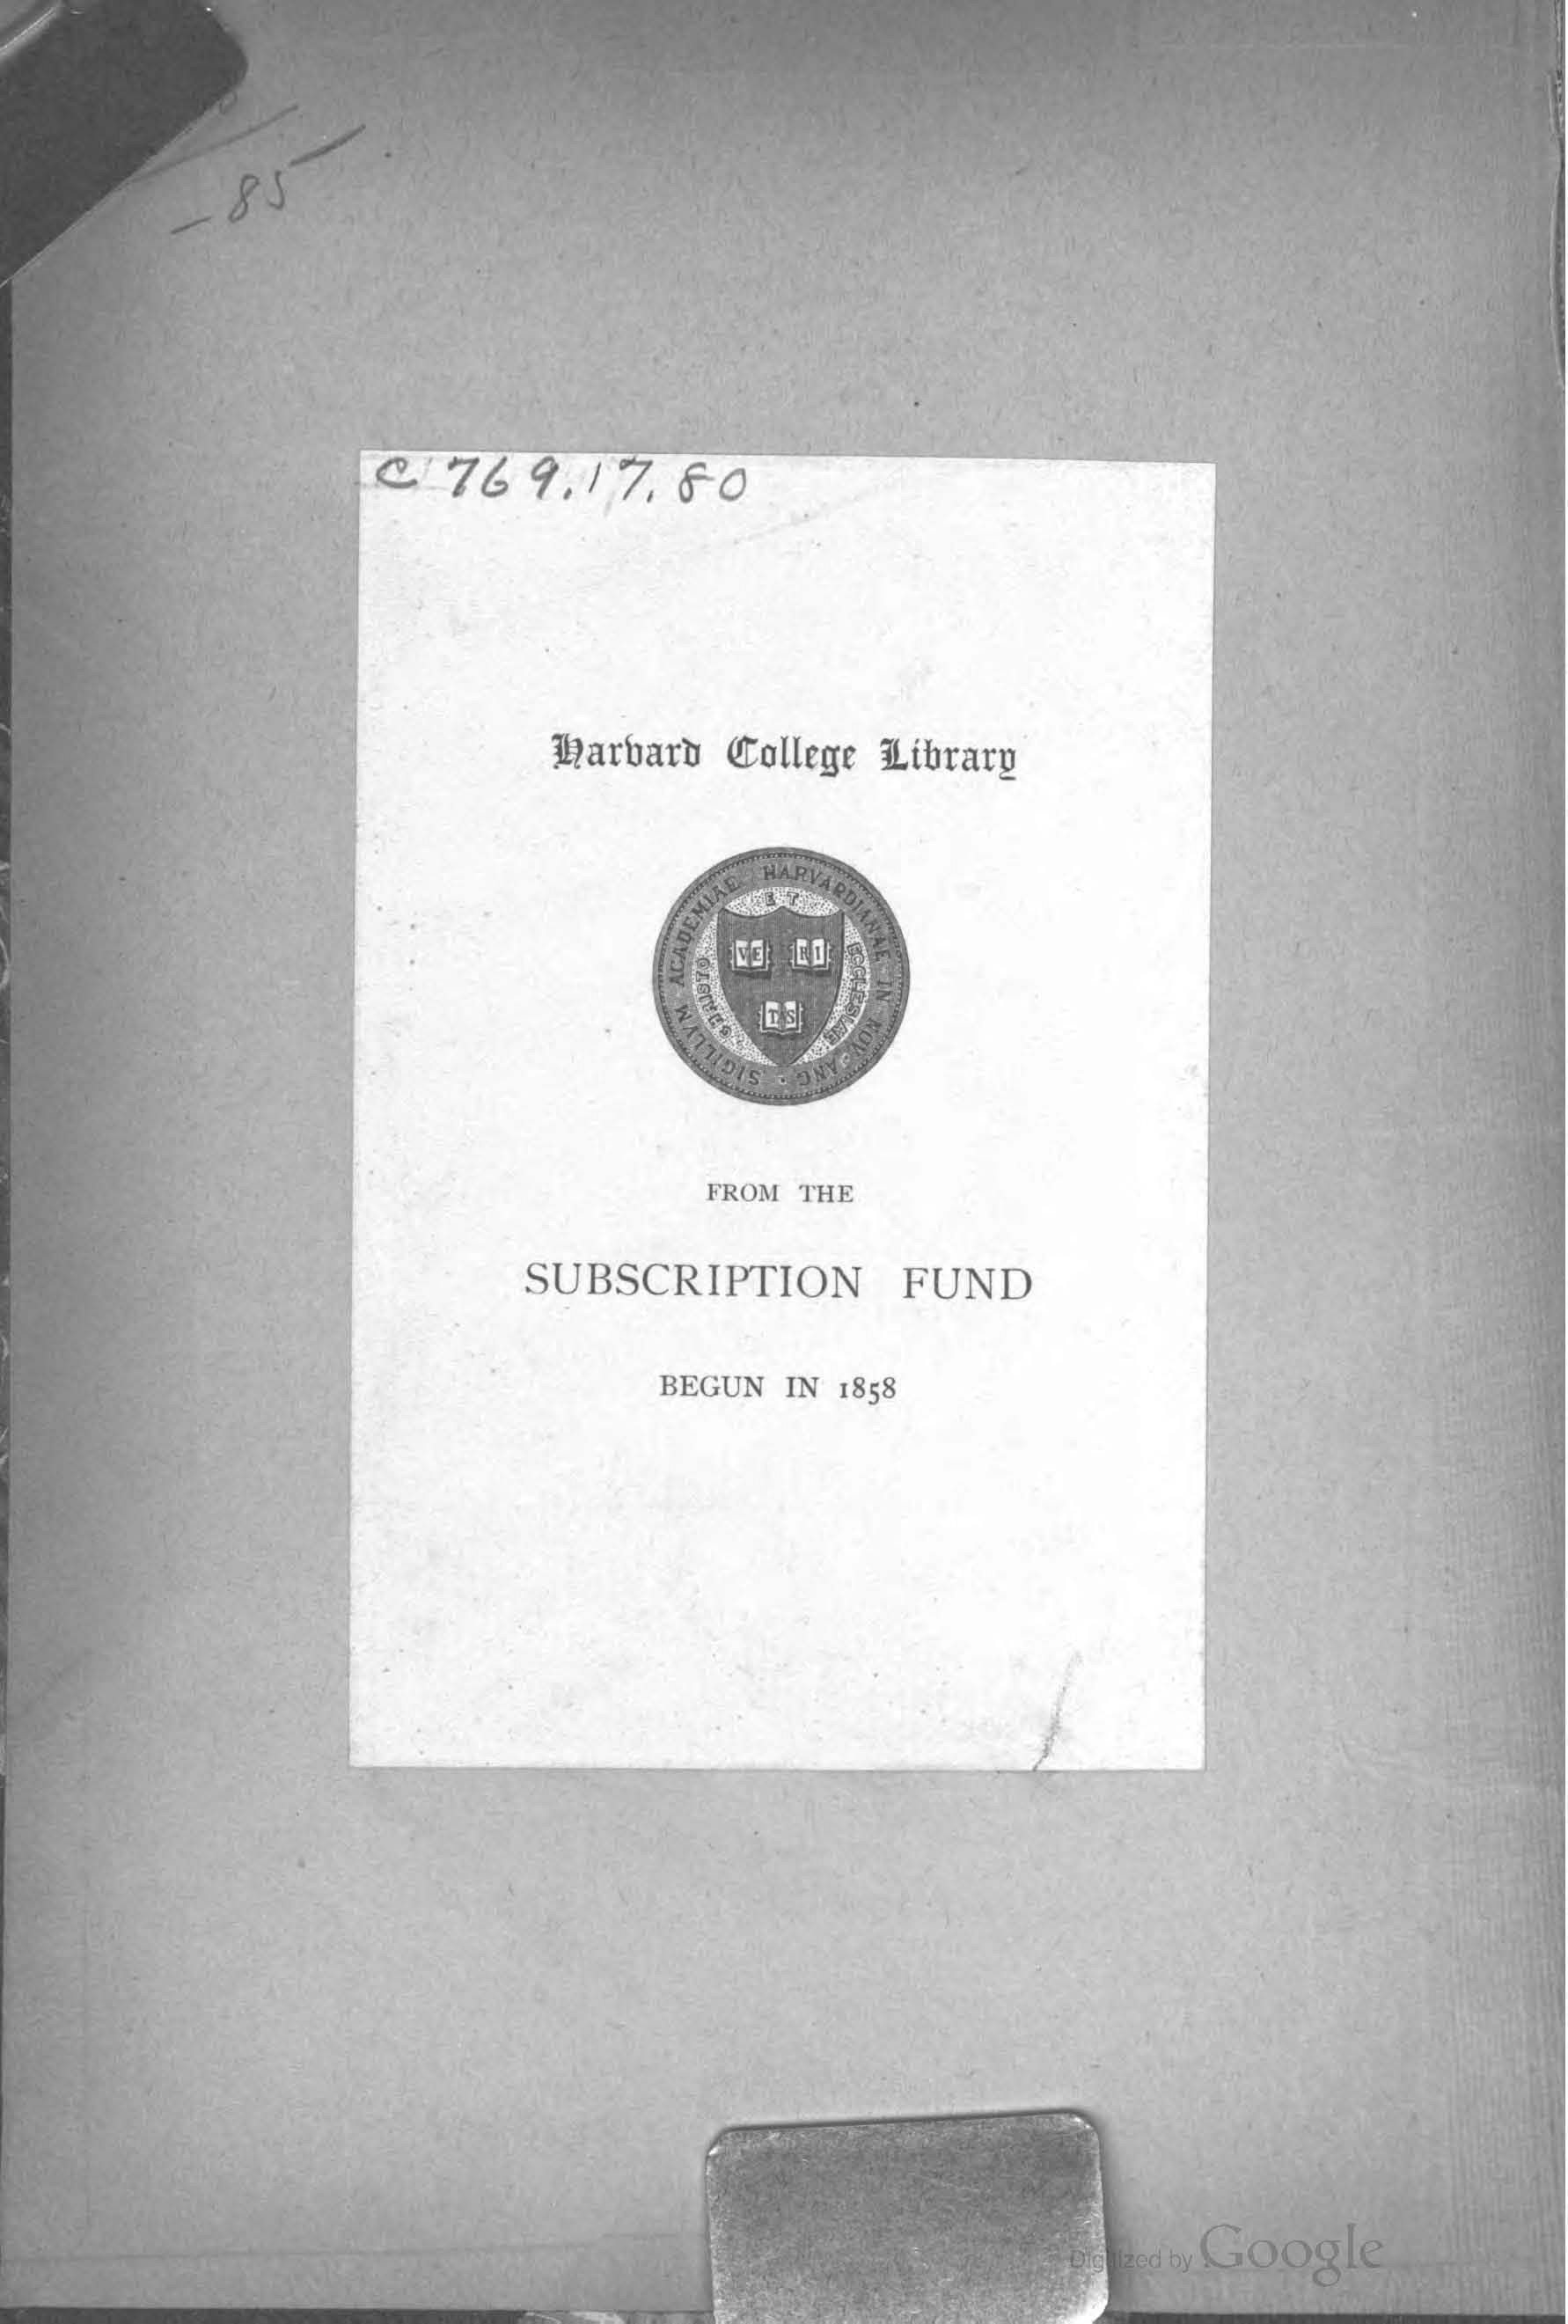 -85
C 769.17.80
Harvard College Library
SIGILLVM ACADEMIAE HARVARDIANAE IN NOV. ANG.
CHRISTO ET ECCLESIAE
VE RI
TAS
FROM THE
SUBSCRIPTION FUND
BEGUN IN 1858
Digitized by Google